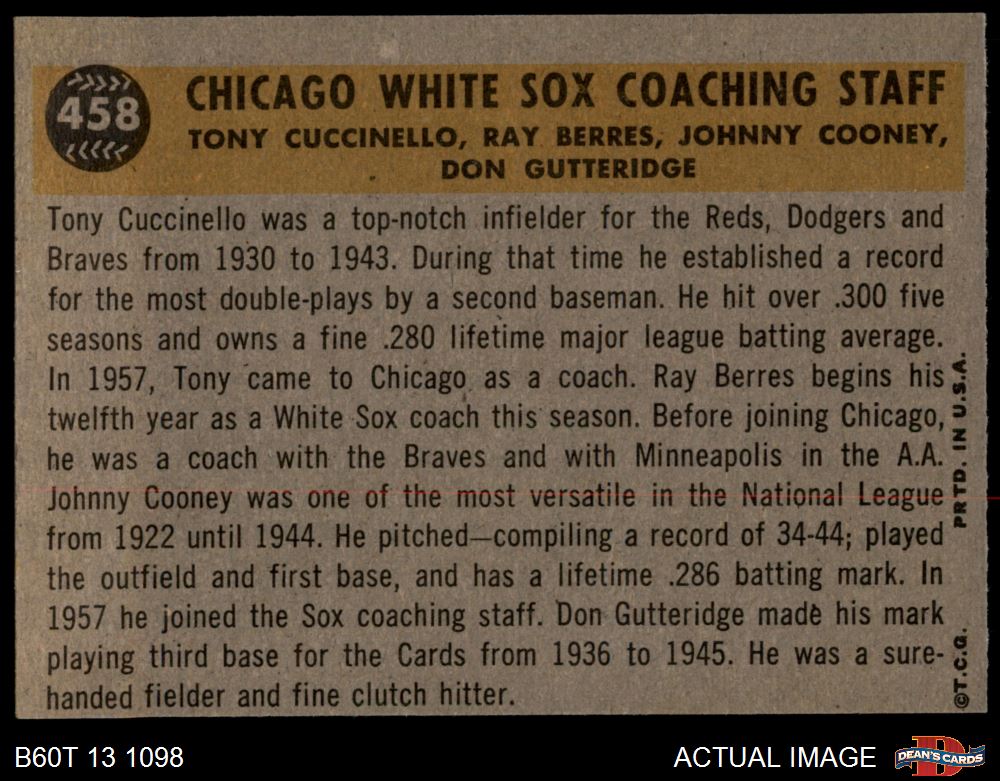 458
CHICAGO WHITE SOX COACHING STAFF
TONY CUCCINELLO, RAY BERRES, JOHNNY COONEY,
DON GUTTERIDGE
Tony Cuccinello was a top-notch infielder for the Reds, Dodgers and
Braves from 1930 to 1943. During that time he established a record
for the most double-plays by a second baseman. He hit over .300 five
seasons and owns a fine .280 lifetime major league batting average.
In 1957, Tony came to Chicago as a coach. Ray Berres begins his
twelfth year as a White Sox coach this season. Before joining Chicago,
he was a coach with the Braves and with Minneapolis in the A.A.
Johnny Cooney was one of the most versatile in the National League
from 1922 until 1944. He pitched—compiling a record of 34-44; played
the outfield and first base, and has a lifetime .286 batting mark. In
1957 he joined the Sox coaching staff. Don Gutteridge made his mark
playing third base for the Cards from 1936 to 1945. He was a sure-
handed fielder and fine clutch hitter.
©T.C.G. PRTD. IN U.S.A.
B60T 13 1098
ACTUAL IMAGE
D
DEAN'S CARDS